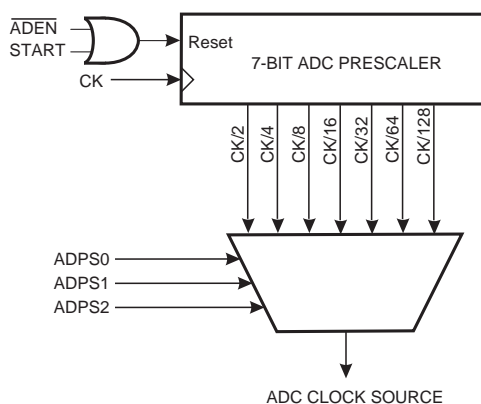 ADEN
START
Reset
7-BIT ADC PRESCALER
CK
CK/2
CK/4
CK/8
CK/16
CK/32
CK/64
CK/128
ADPS0
ADPS1
ADPS2
ADC CLOCK SOURCE